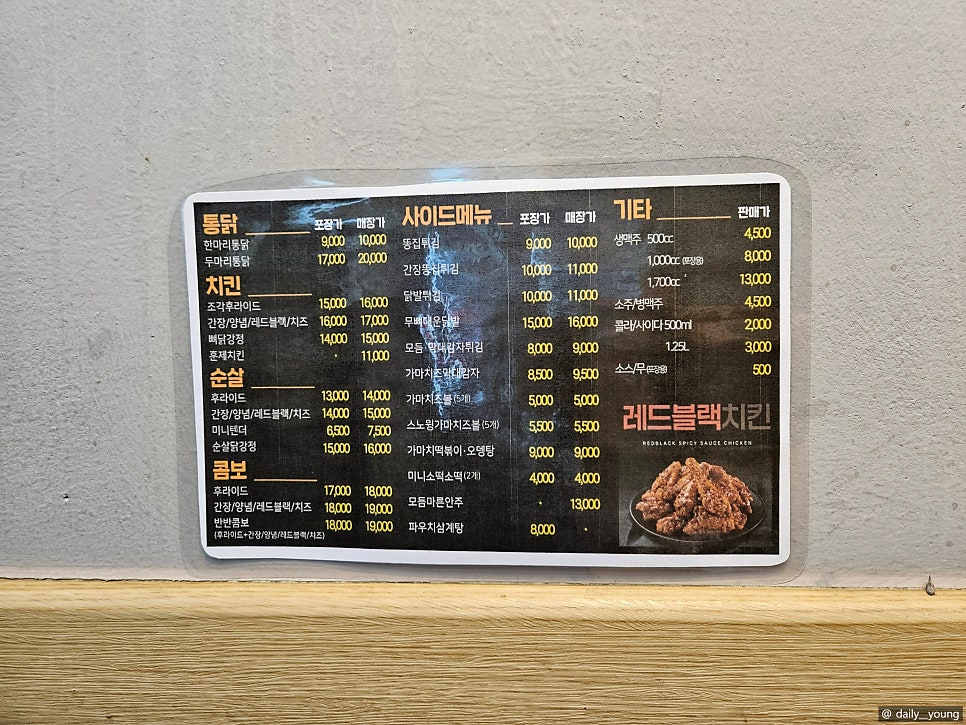 통닭 포장가 매장가
한마리통닭 9,000 10,000
두마리통닭 17,000 20,000
치킨
조각후라이드 15,000 16,000
간장/양념/레드블랙/치즈 16,000 17,000
뼈닭강정 14,000 15,000
훈제치킨 · 11,000
순살
후라이드 13,000 14,000
간장/양념/레드블랙/치즈 14,000 15,000
미니텐더 6,500 7,500
순살닭강정 15,000 16,000
콤보
후라이드 17,000 18,000
간장/양념/레드블랙/치즈 18,000 19,000
반반콤보 18,000 19,000
(후라이드+간장/양념/레드블랙/치즈)
사이드메뉴 포장가 매장가
똥집튀김 9,000 10,000
간장똥집튀김 10,000 11,000
닭발튀김 10,000 11,000
무뼈매운닭발 15,000 16,000
모듬·막대감자튀김 8,000 9,000
가마치즈막대감자 8,500 9,500
가마치즈볼(5개) 5,000 5,000
스노윙가마치즈볼(5개) 5,500 5,500
가마치떡볶이·오뎅탕 9,000 9,000
미니소떡소떡(2개) 4,000 4,000
모듬마른안주 · 13,000
파우치삼계탕 8,000 ·
기타 판매가
생맥주 500cc 4,500
1,000cc (포장용) 8,000
1,700cc 13,000
소주/병맥주 4,500
콜라/사이다 500ml 2,000
1.25L 3,000
소스/무(포장용) 500
레드블랙치킨
REDBLACK SPICY SAUCE CHICKEN
@ daily_young